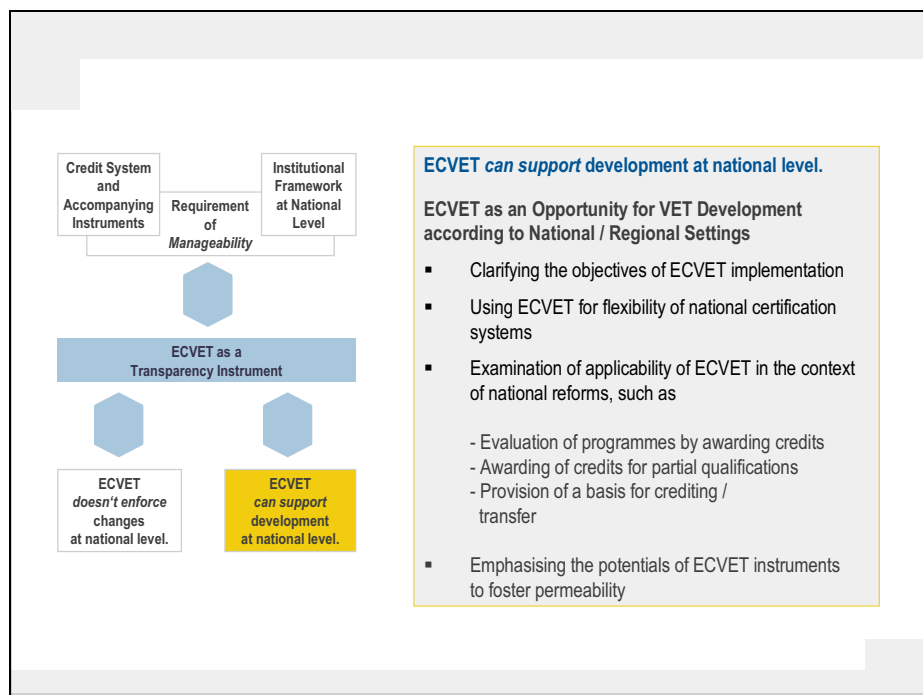 Credit System
and
Accompanying
Instruments
Requirement
of
Manageability
Institutional
Framework
at National
Level
ECVET as a
Transparency Instrument
ECVET
doesn‘t enforce
changes
at national level.
ECVET
can support
development
at national level.
ECVET can support development at national level.
ECVET as an Opportunity for VET Development
according to National / Regional Settings
▪ Clarifying the objectives of ECVET implementation
▪ Using ECVET for flexibility of national certification
systems
▪ Examination of applicability of ECVET in the context
of national reforms, such as
- Evaluation of programmes by awarding credits
- Awarding of credits for partial qualifications
- Provision of a basis for crediting /
transfer
▪ Emphasising the potentials of ECVET instruments
to foster permeability